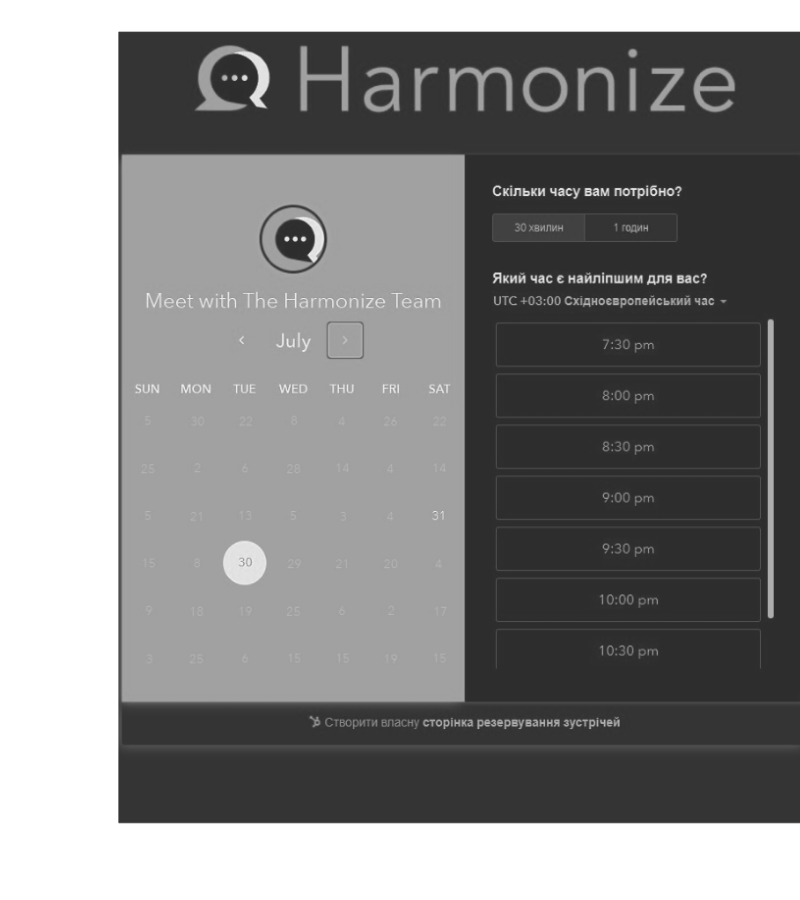 Harmonize
Meet with The Harmonize Team
July
SUN MON TUE WED THU FRI SAT
5 30 22 8 4 26 22
25 2 6 28 14 4 14
5 21 13 5 3 4 31
15 8 30 29 21 20 4
9 18 19 25 6 2 17
3 25 6 15 15 19 15
Скільки часу вам потрібно?
30 хвилин 1 годин
Який час є найліпшим для вас?
UTC +03:00 Східноєвропейський час
7:30 pm
8:00 pm
8:30 pm
9:00 pm
9:30 pm
10:00 pm
10:30 pm
Створити власну сторінка резервування зустрічей